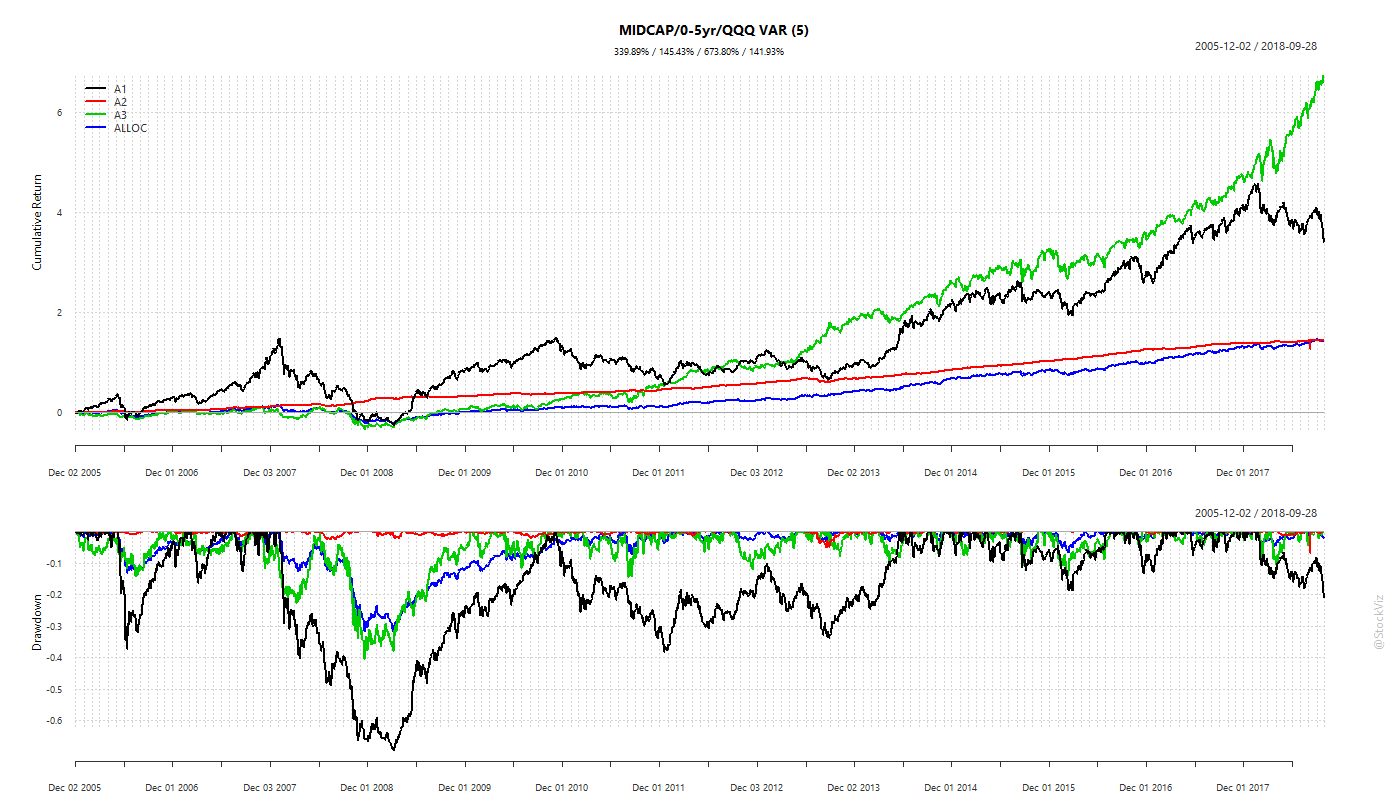 MIDCAP/0-5yr/QQQ VAR (5)
339.89% / 145.43% / 673.80% / 141.93%
2005-12-02 / 2018-09-28
A1
A2
A3
ALLOC
Cumulative Return
6
4
2
0
Dec 02 2005 Dec 01 2006 Dec 03 2007 Dec 01 2008 Dec 01 2009 Dec 01 2010 Dec 01 2011 Dec 03 2012 Dec 02 2013 Dec 01 2014 Dec 01 2015 Dec 01 2016 Dec 01 2017
2005-12-02 / 2018-09-28
Drawdown
-0.1
-0.2
-0.3
-0.4
-0.5
-0.6
Dec 02 2005 Dec 01 2006 Dec 03 2007 Dec 01 2008 Dec 01 2009 Dec 01 2010 Dec 01 2011 Dec 03 2012 Dec 02 2013 Dec 01 2014 Dec 01 2015 Dec 01 2016 Dec 01 2017
@StockViz